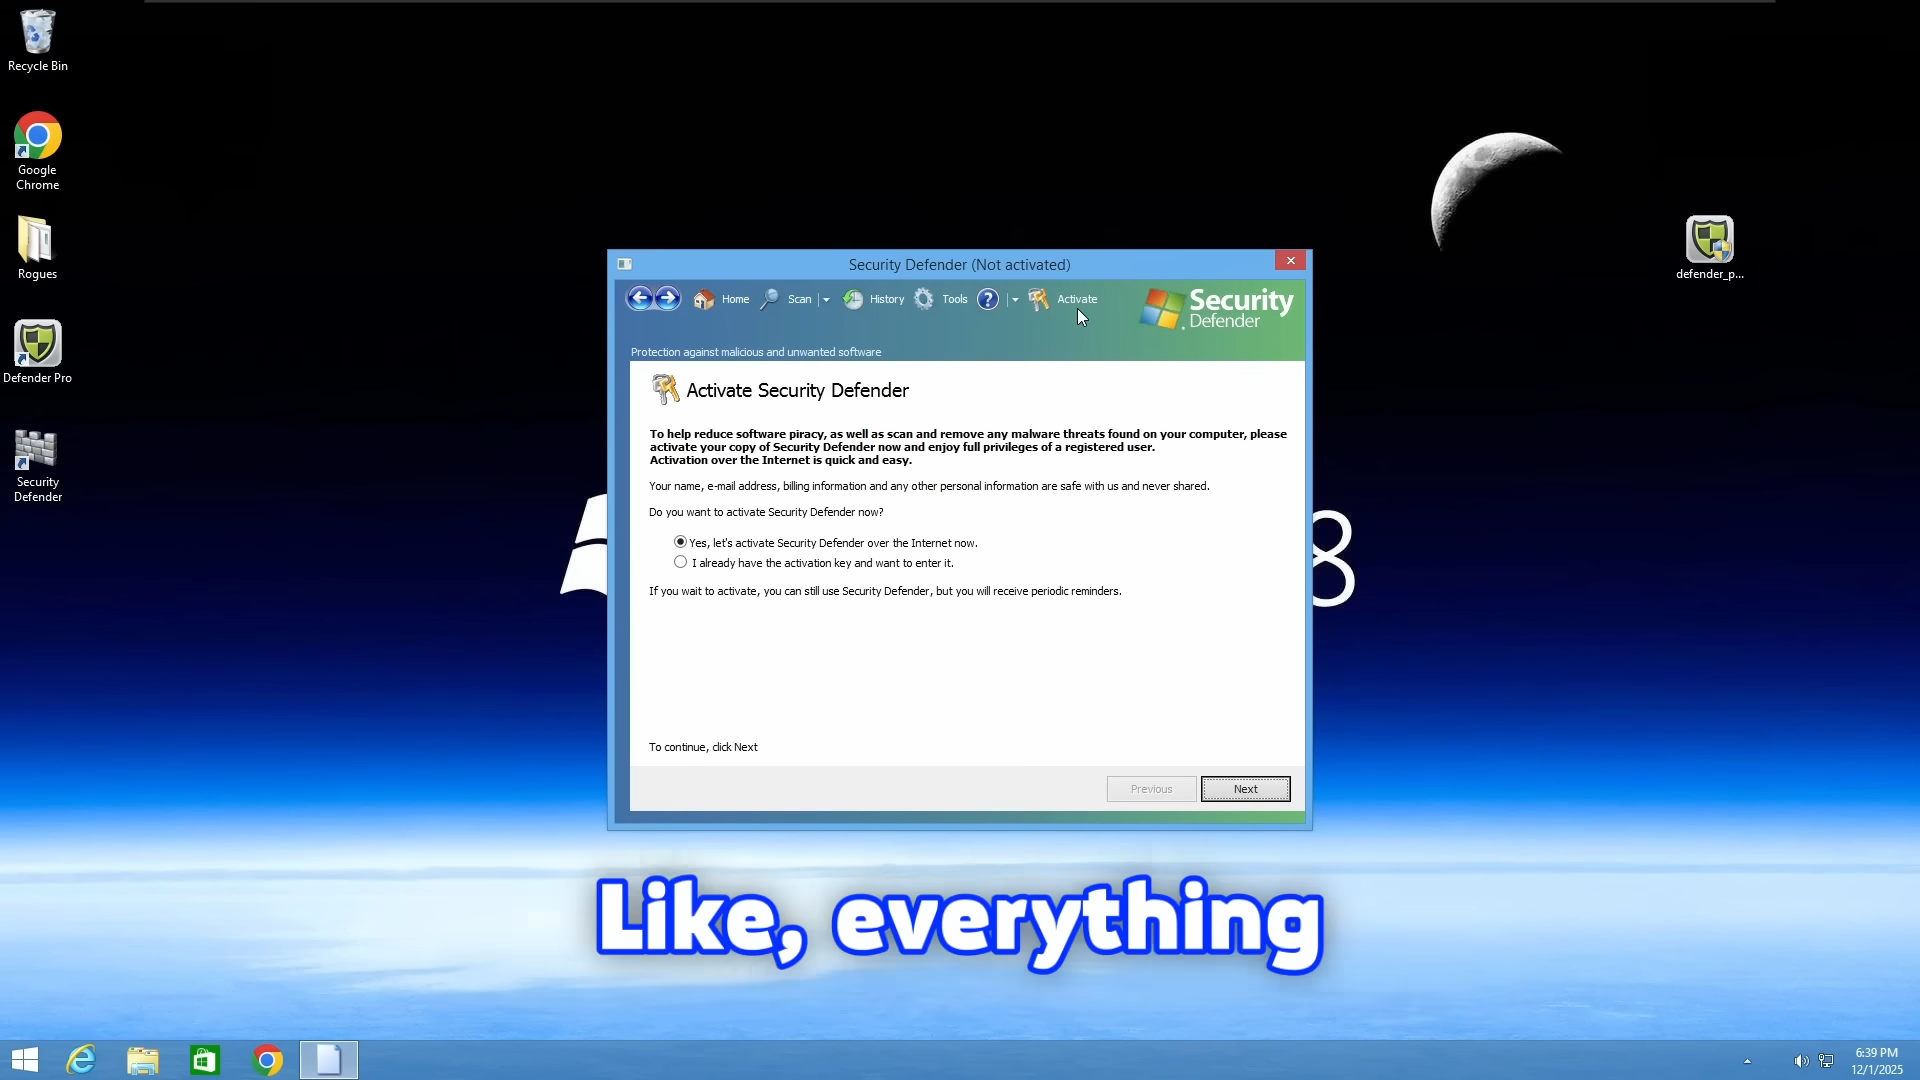 Recycle Bin
Google
Chrome
Rogues
Defender Pro
Security
Defender
defender_p...
Security Defender (Not activated)
Home
Scan
History
Tools
?
Activate
Security
Defender
Protection against malicious and unwanted software
Activate Security Defender
To help reduce software piracy, as well as scan and remove any malware threats found on your computer, please
activate your copy of Security Defender now and enjoy full privileges of a registered user.
Activation over the Internet is quick and easy.
Your name, e-mail address, billing information and any other personal information are safe with us and never shared.
Do you want to activate Security Defender now?
Yes, let's activate Security Defender over the Internet now.
I already have the activation key and want to enter it.
If you wait to activate, you can still use Security Defender, but you will receive periodic reminders.
To continue, click Next
Previous
Next
8
Like, everything
6:39 PM
12/1/2025